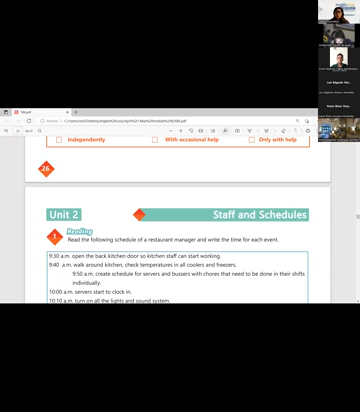 Independently With occasional help Only with help
26
Unit 2 Staff and Schedules
1 Reading
Read the following schedule of a restaurant manager and write the time for each event.
9:30 a.m. open the back kitchen door so kitchen staff can start working.
9:40 a.m. walk around kitchen, check temperatures in all coolers and freezers.
9:50 a.m. create schedule for servers and bussers with chores that need to be done in their shifts
individually.
10:00 a.m. servers start to clock in.
10:10 a.m. turn on all the lights and sound system.